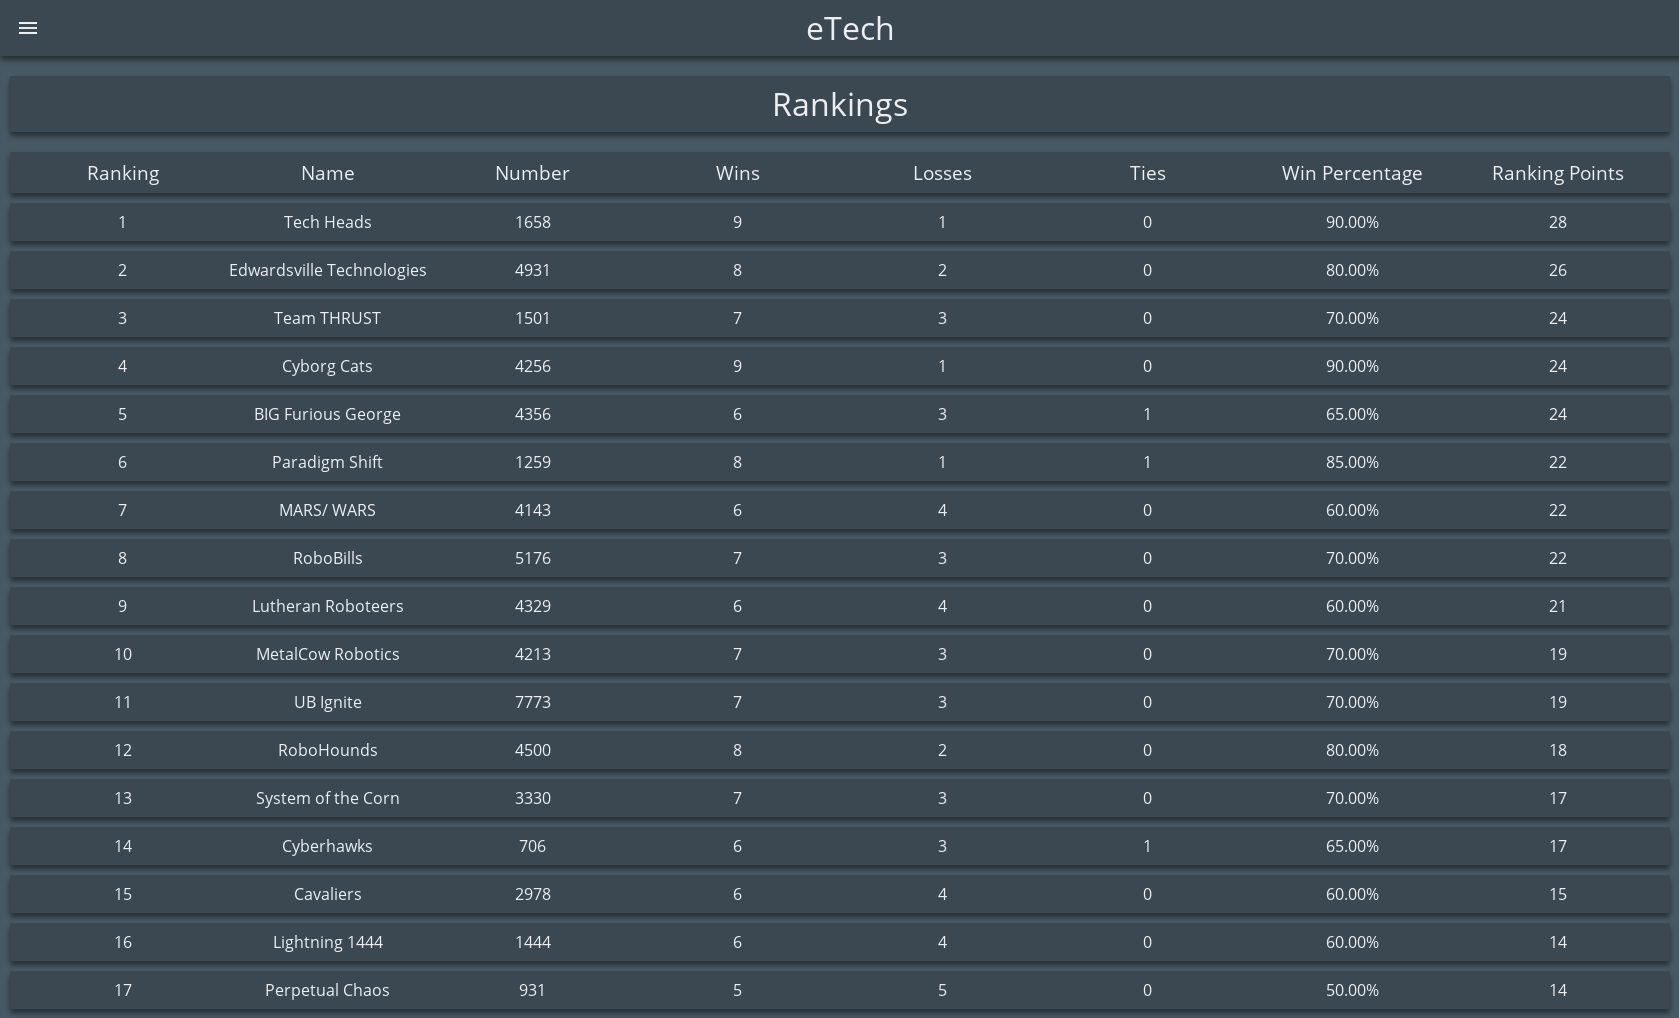 eTech
Rankings
Ranking Name Number Wins Losses Ties Win Percentage Ranking Points
1 Tech Heads 1658 9 1 0 90.00% 28
2 Edwardsville Technologies 4931 8 2 0 80.00% 26
3 Team THRUST 1501 7 3 0 70.00% 24
4 Cyborg Cats 4256 9 1 0 90.00% 24
5 BIG Furious George 4356 6 3 1 65.00% 24
6 Paradigm Shift 1259 8 1 1 85.00% 22
7 MARS/ WARS 4143 6 4 0 60.00% 22
8 RoboBills 5176 7 3 0 70.00% 22
9 Lutheran Roboteers 4329 6 4 0 60.00% 21
10 MetalCow Robotics 4213 7 3 0 70.00% 19
11 UB Ignite 7773 7 3 0 70.00% 19
12 RoboHounds 4500 8 2 0 80.00% 18
13 System of the Corn 3330 7 3 0 70.00% 17
14 Cyberhawks 706 6 3 1 65.00% 17
15 Cavaliers 2978 6 4 0 60.00% 15
16 Lightning 1444 1444 6 4 0 60.00% 14
17 Perpetual Chaos 931 5 5 0 50.00% 14